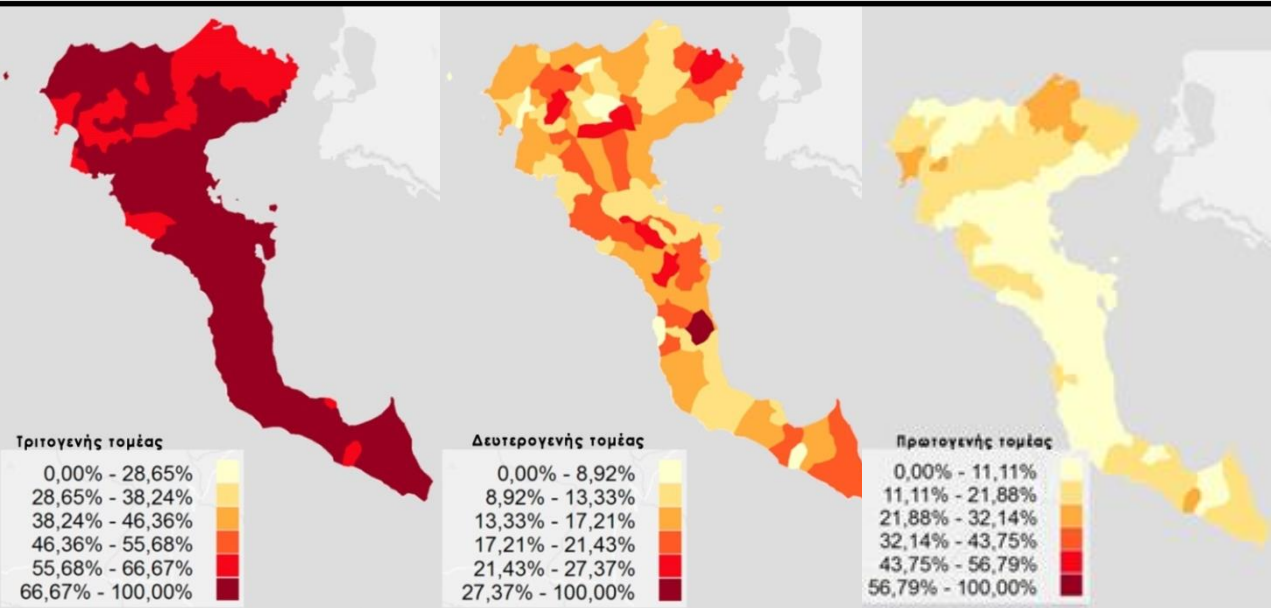 Τριτογενής τομέας
0,00% - 28,65%
28,65% - 38,24%
38,24% - 46,36%
46,36% - 55,68%
55,68% - 66,67%
66,67% - 100,00%
Δευτερογενής τομέας
0,00% - 8,92%
8,92% - 13,33%
13,33% - 17,21%
17,21% - 21,43%
21,43% - 27,37%
27,37% - 100,00%
Πρωτογενής τομέας
0,00% - 11,11%
11,11% - 21,88%
21,88% - 32,14%
32,14% - 43,75%
43,75% - 56,79%
56,79% - 100,00%